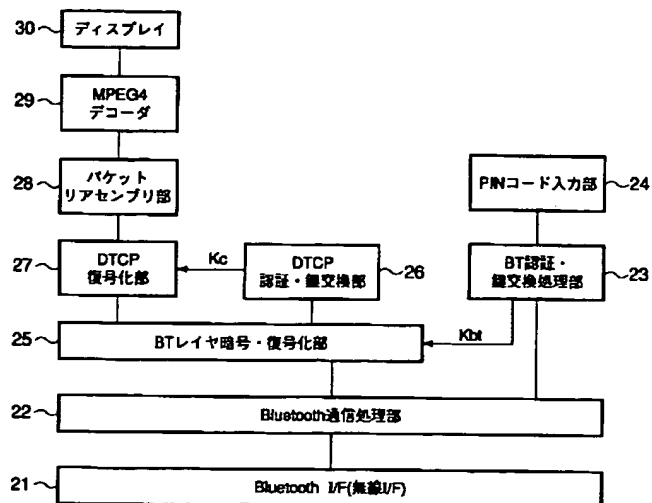 30
ディスプレイ
29
MPEG4
デコーダ
28
パケット
リアセンブリ部
PINコード入力部
24
27
DTCP
復号化部
Kc
DTCP
認証・鍵交換部
26
BT認証・
鍵交換処理部
23
25
BTレイヤ暗号・復号化部
Kbt
22
Bluetooth通信処理部
21
Bluetooth I/F(無線I/F)